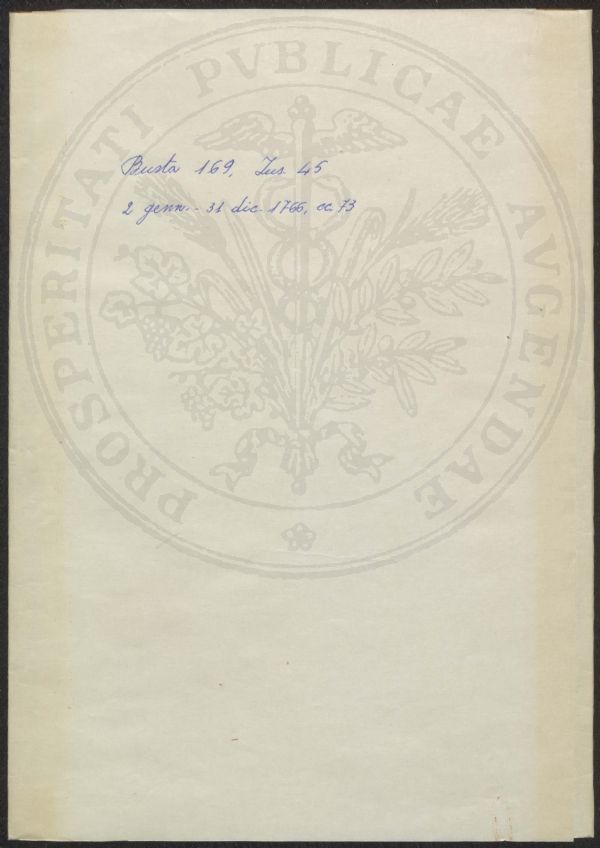 PROSPERITATI PVBLICAE AVGENDAE
Busta 169, Ins. 45
2 genn. - 31 dic. 1766, cc. 73